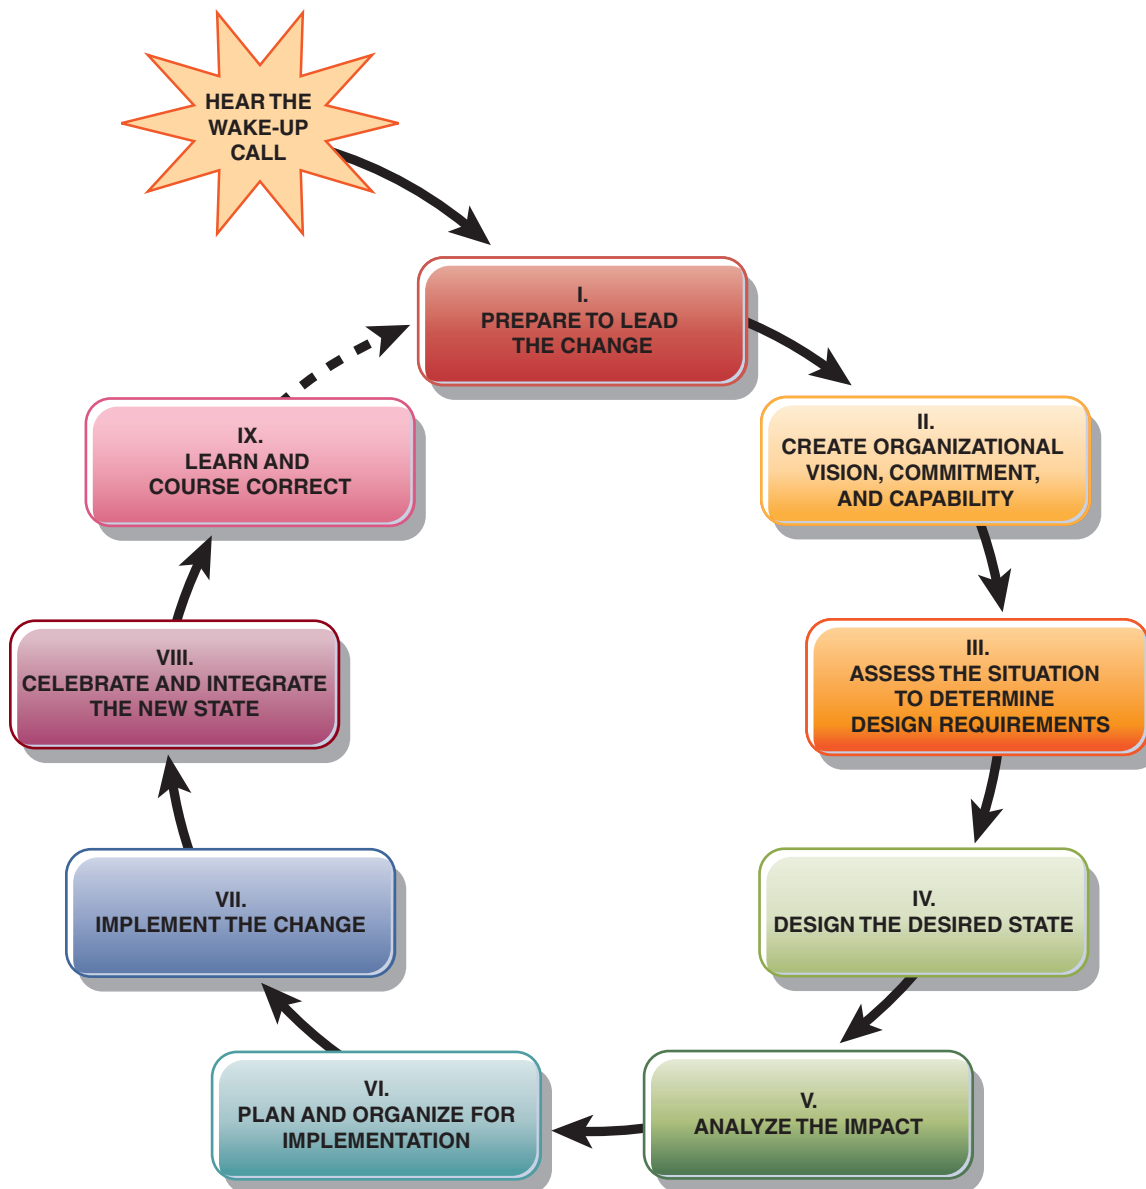 HEAR THE
WAKE-UP
CALL
I.
PREPARE TO LEAD
THE CHANGE
II.
CREATE ORGANIZATIONAL
VISION, COMMITMENT,
AND CAPABILITY
III.
ASSESS THE SITUATION
TO DETERMINE
DESIGN REQUIREMENTS
IV.
DESIGN THE DESIRED STATE
V.
ANALYZE THE IMPACT
VI.
PLAN AND ORGANIZE FOR
IMPLEMENTATION
VII.
IMPLEMENT THE CHANGE
VIII.
CELEBRATE AND INTEGRATE
THE NEW STATE
IX.
LEARN AND
COURSE CORRECT